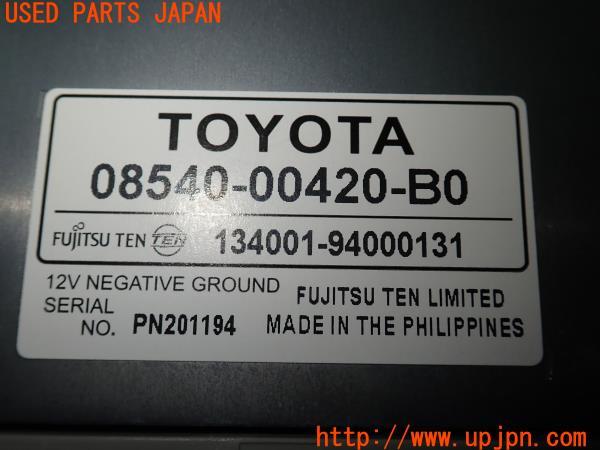 USED PARTS JAPAN
TOYOTA
08540-00420-B0
FUJITSU TEN TEN 134001-94000131
12V NEGATIVE GROUND
SERIAL NO. PN201194
FUJITSU TEN LIMITED
MADE IN THE PHILIPPINES
http://www.upjpn.com/